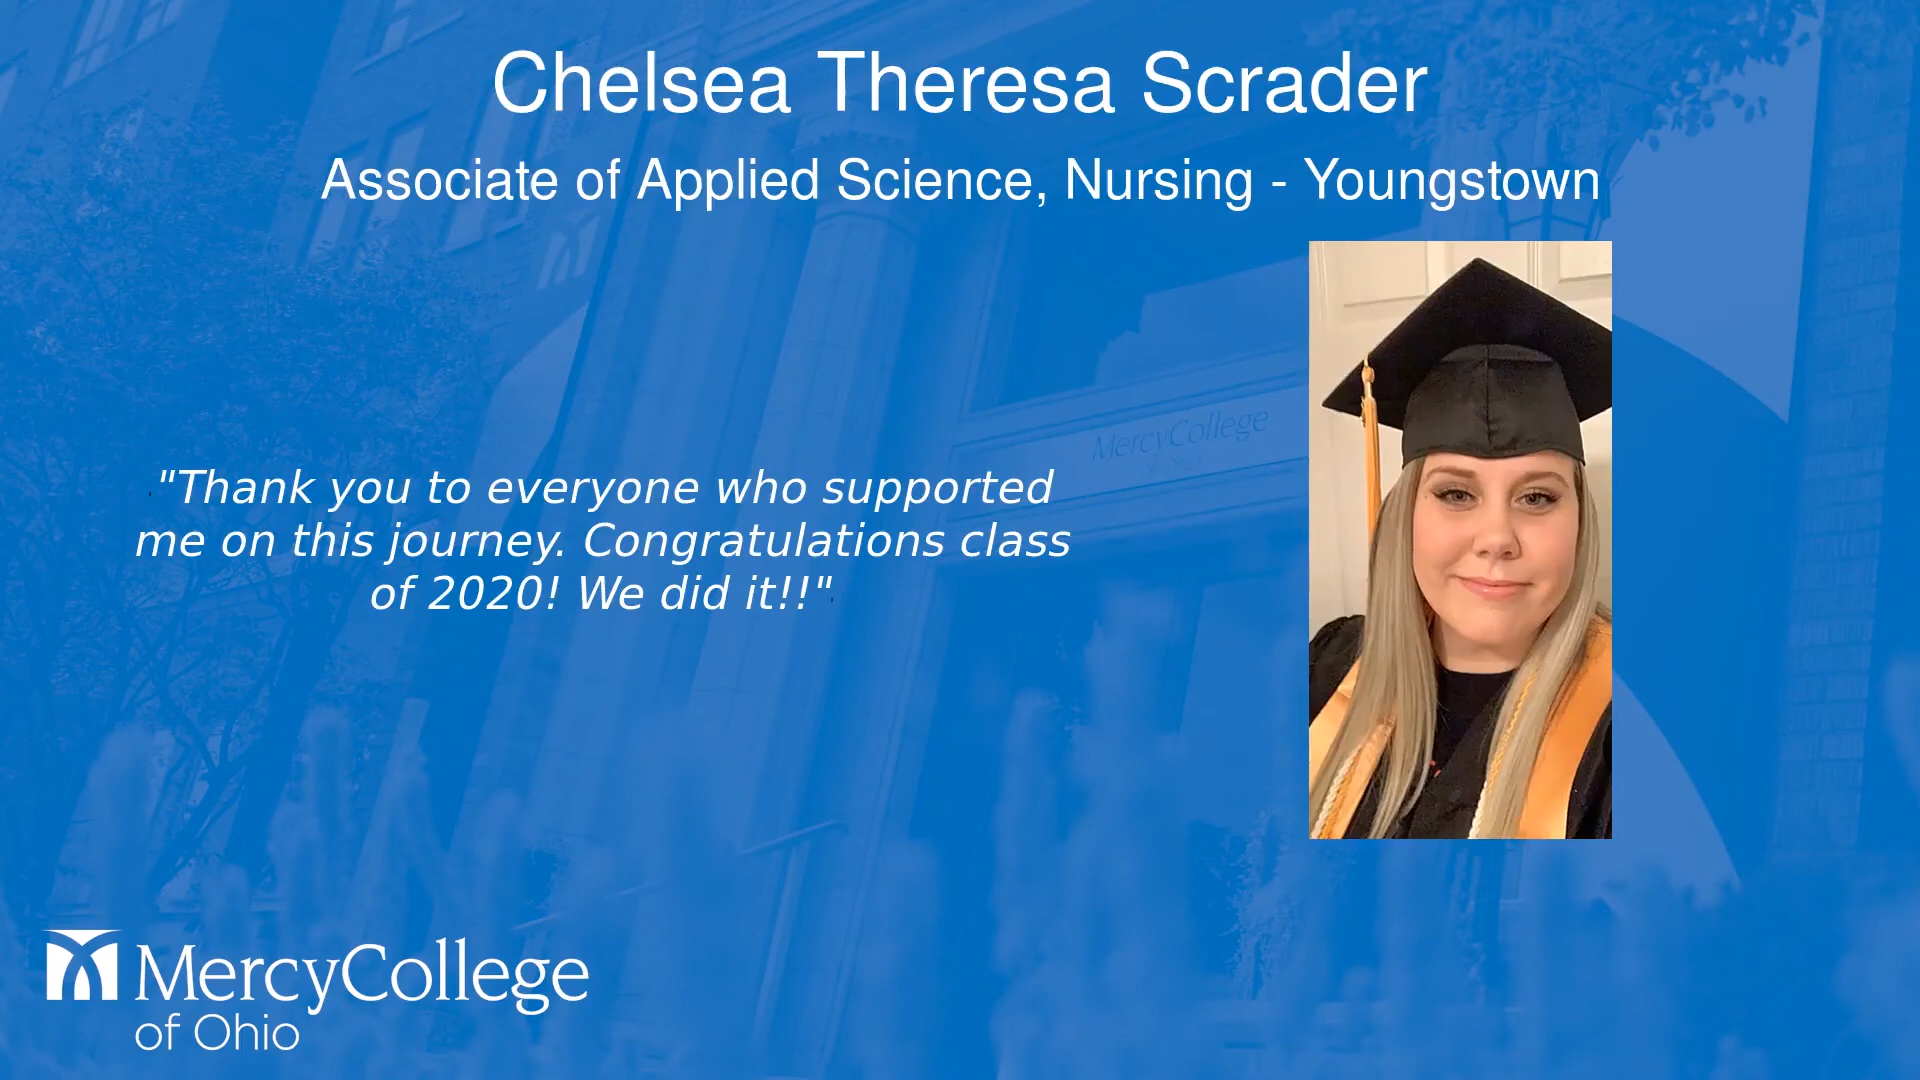 Chelsea Theresa Scrader
Associate of Applied Science, Nursing - Youngstown
MercyCollege
"Thank you to everyone who supported
me on this journey. Congratulations class
of 2020! We did it!!"
MercyCollege
of Ohio